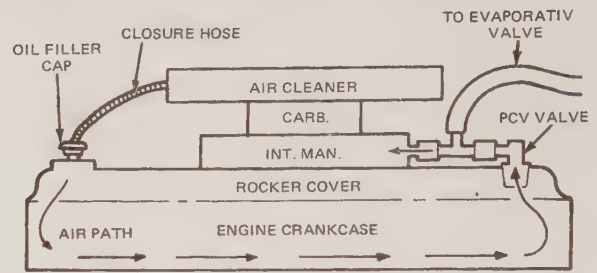 TO EVAPORATIV
VALVE
CLOSURE HOSE
OIL FILLER
CAP
AIR CLEANER
CARB.
PCV VALVE
INT. MAN.
ROCKER COVER
AIR PATH
ENGINE CRANKCASE